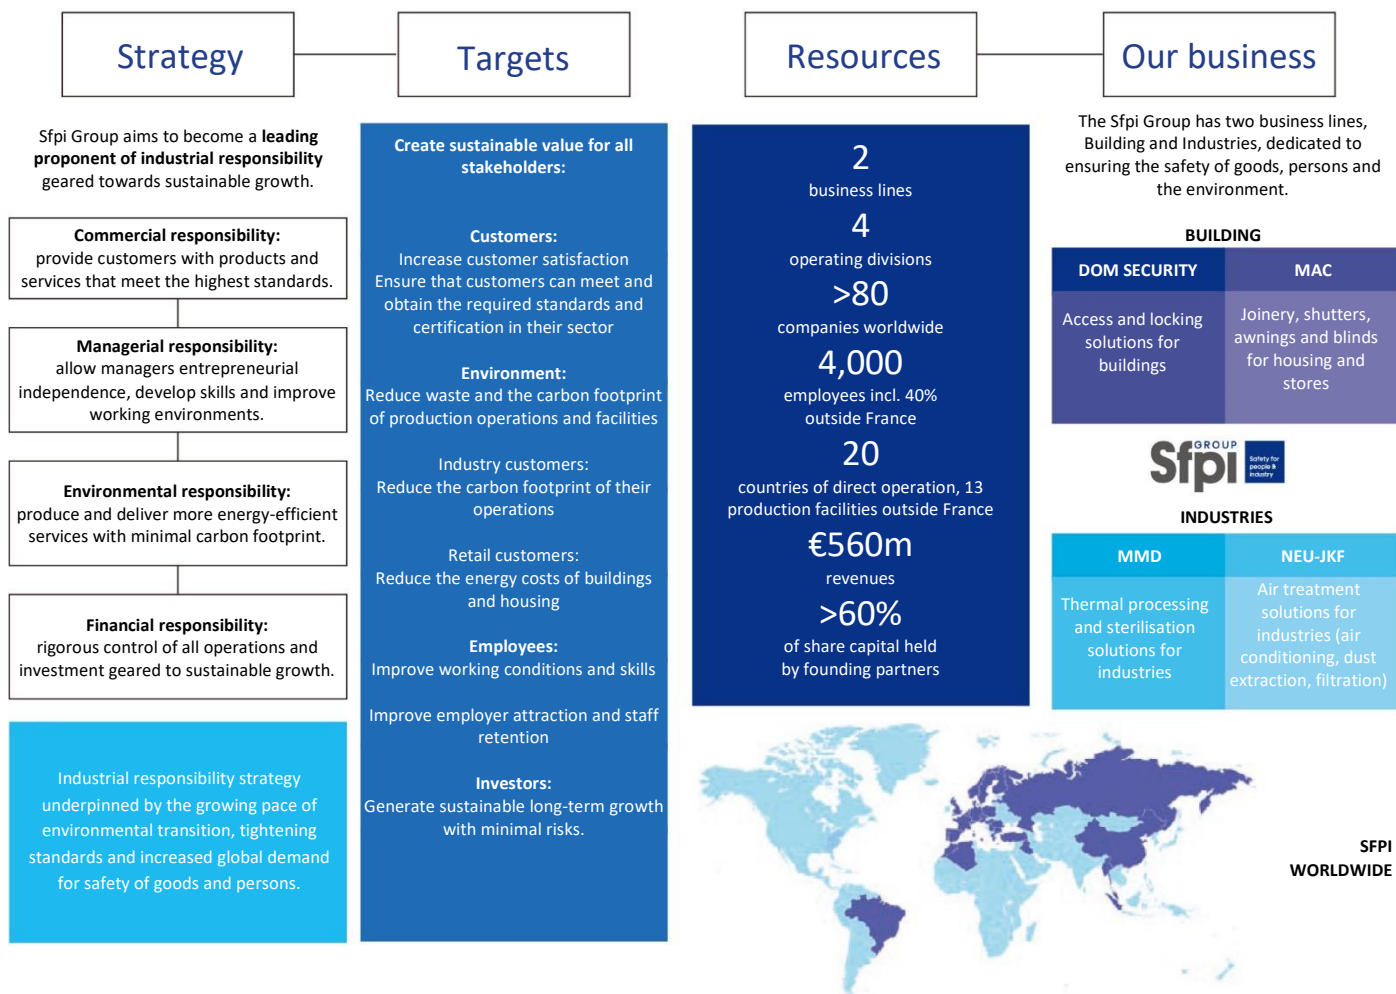 Strategy
Targets
Resources
Our business
Sfpi Group aims to become a leading
proponent of industrial responsibility
geared towards sustainable growth.
Commercial responsibility:
provide customers with products and
services that meet the highest standards.
Managerial responsibility:
allow managers entrepreneurial
independence, develop skills and improve
working environments.
Environmental responsibility:
produce and deliver more energy-efficient
services with minimal carbon footprint.
Financial responsibility:
rigorous control of all operations and
investment geared to sustainable growth.
Industrial responsibility strategy
underpinned by the growing pace of
environmental transition, tightening
standards and increased global demand
for safety of goods and persons.
Create sustainable value for all
stakeholders:
Customers:
Increase customer satisfaction
Ensure that customers can meet and
obtain the required standards and
certification in their sector
Environment:
Reduce waste and the carbon footprint
of production operations and facilities
Industry customers:
Reduce the carbon footprint of their
operations
Retail customers:
Reduce the energy costs of buildings
and housing
Employees:
Improve working conditions and skills
Improve employer attraction and staff
retention
Investors:
Generate sustainable long-term growth
with minimal risks.
2
business lines
4
operating divisions
>80
companies worldwide
4,000
employees incl. 40%
outside France
20
countries of direct operation, 13
production facilities outside France
€560m
revenues
>60%
of share capital held
by founding partners
The Sfpi Group has two business lines,
Building and Industries, dedicated to
ensuring the safety of goods, persons and
the environment.
BUILDING
DOM SECURITY
Access and locking
solutions for
buildings
MAC
Joinery, shutters,
awnings and blinds
for housing and
stores
Sfpi GROUP
Safety for
people &
industry
INDUSTRIES
MMD
Thermal processing
and sterilisation
solutions for
industries
NEU-JKF
Air treatment
solutions for
industries (air
conditioning, dust
extraction, filtration)
SFPI
WORLDWIDE